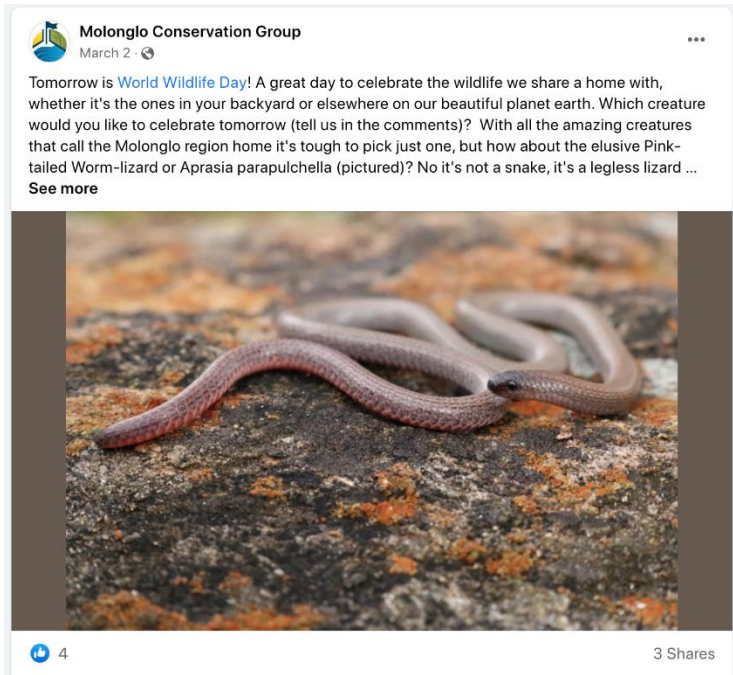 Molonglo Conservation Group
March 2 ·
Tomorrow is World Wildlife Day! A great day to celebrate the wildlife we share a home with,
whether it's the ones in your backyard or elsewhere on our beautiful planet earth. Which creature
would you like to celebrate tomorrow (tell us in the comments)?  With all the amazing creatures
that call the Molonglo region home it's tough to pick just one, but how about the elusive Pink-
tailed Worm-lizard or Aprasia parapulchella (pictured)? No it's not a snake, it's a legless lizard ...
See more
4
3 Shares